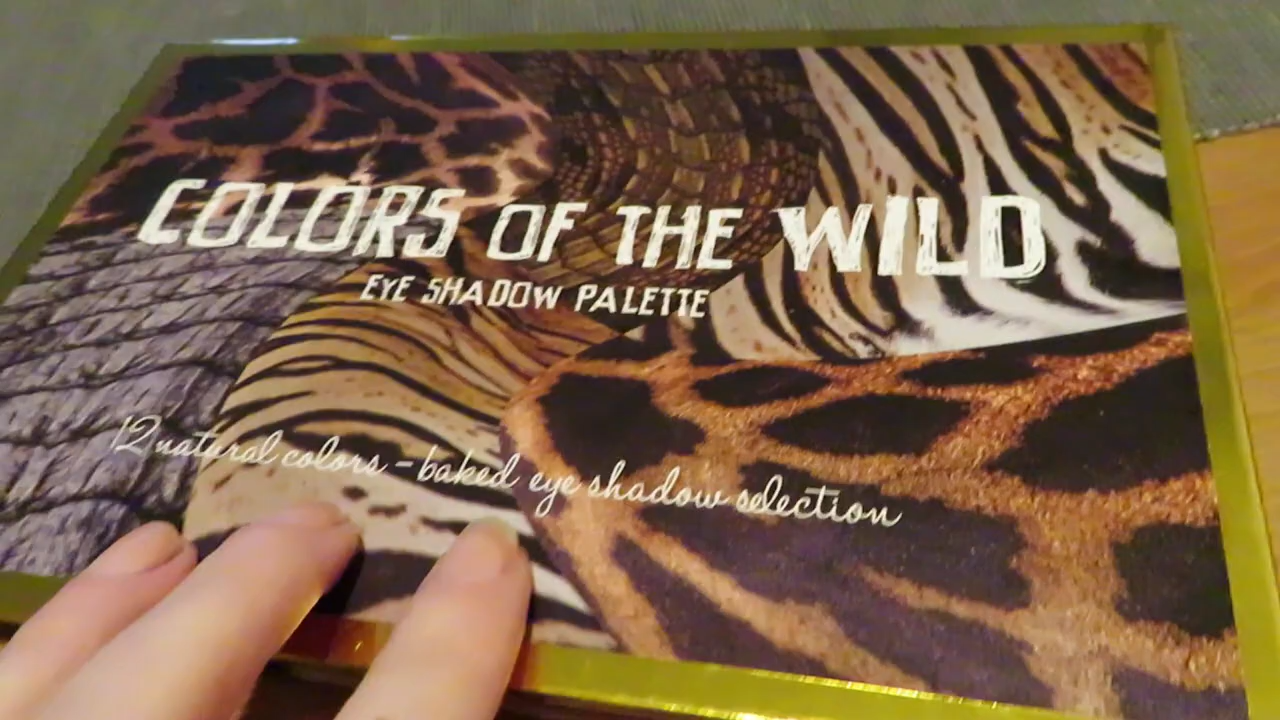 COLORS OF THE WILD
EYE SHADOW PALETTE
12 natural colors - baked eye shadow selection